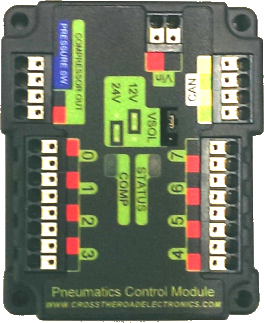 COMPRESSOR OUT
PRESSURE SW
Vin
CAN
24V
12V
VSOL
0
1
2
3
7
6
5
4
STATUS
COMP
Pneumatics Control Module
WWW.CROSSTHEROADELECTRONICS.COM